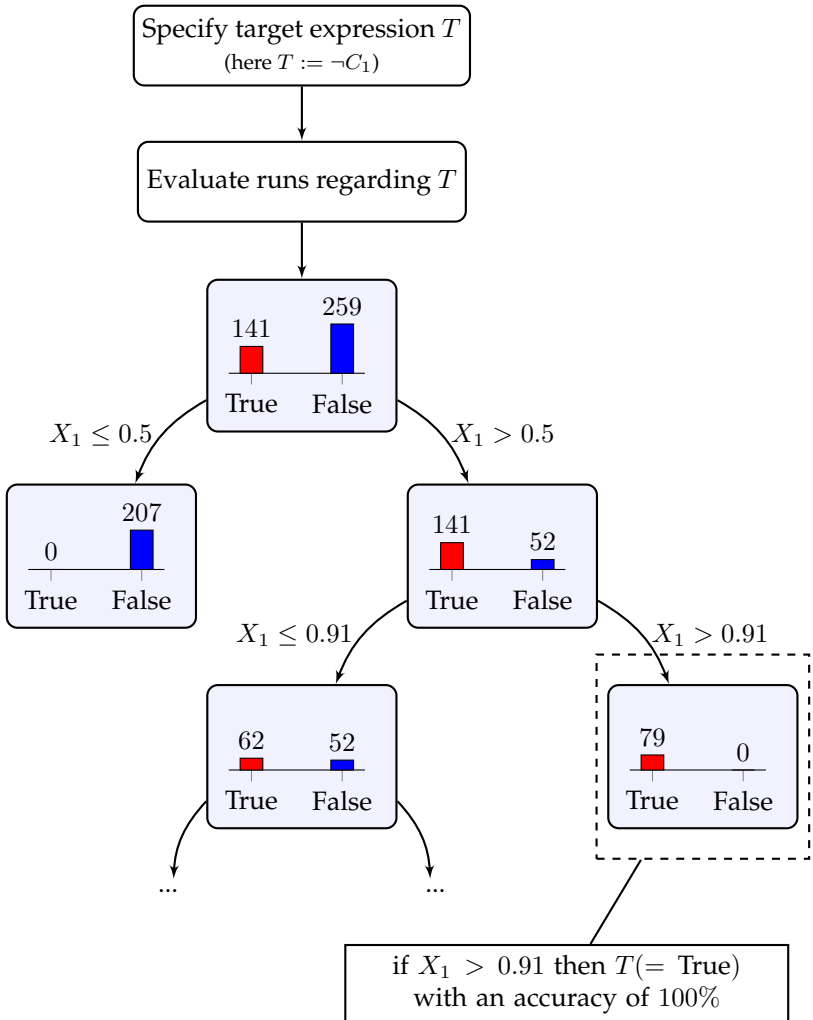 Specify target expression T
(here T := ¬C₁)
Evaluate runs regarding T
141 259
True False
X₁ ≤ 0.5
X₁ > 0.5
0 207
True False
141 52
True False
X₁ ≤ 0.91
X₁ > 0.91
62 52
True False
79 0
True False
...
...
if X₁ > 0.91 then T(= True)
with an accuracy of 100%